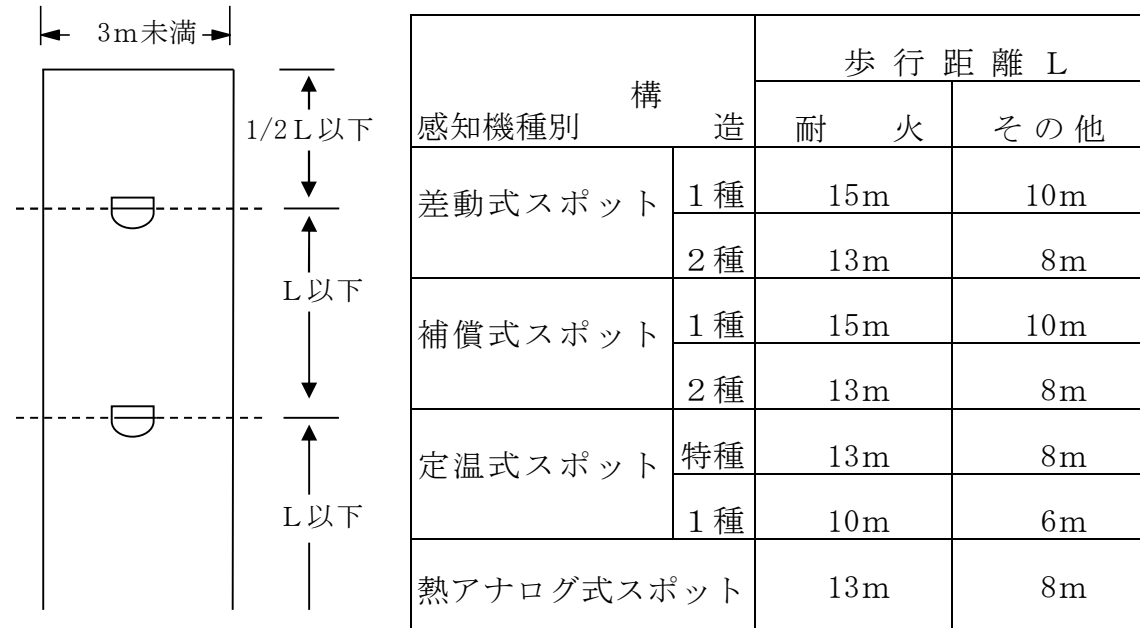 3m未満
1/2L以下
L以下
L以下
構
感知機種別 造
歩行距離L
耐火 その他
差動式スポット 1種 15m 10m
2種 13m 8m
補償式スポット 1種 15m 10m
2種 13m 8m
定温式スポット 特種 13m 8m
1種 10m 6m
熱アナログ式スポット 13m 8m